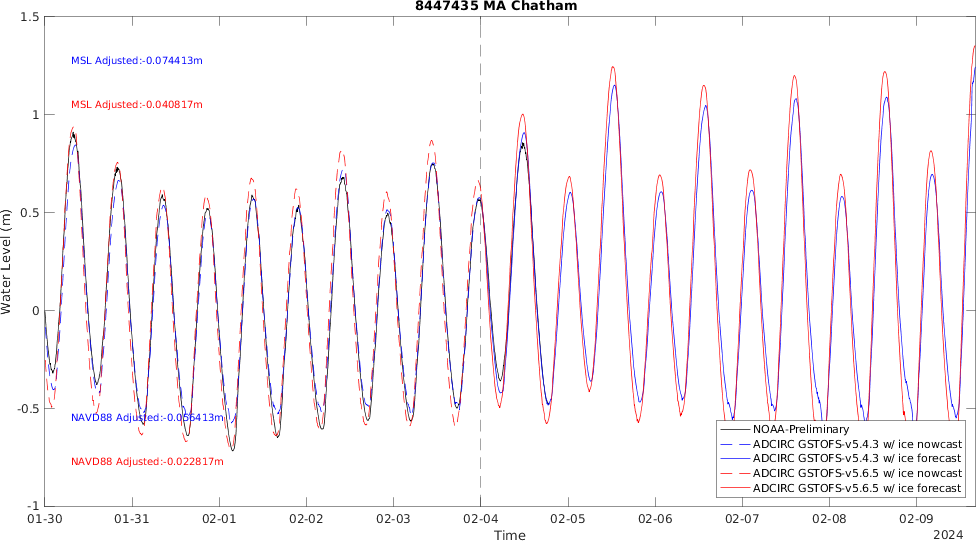 8447435 MA Chatham
1.5
MSL Adjusted:-0.074413m
MSL Adjusted:-0.040817m
1
0.5
Water Level (m)
0
-0.5
NAVD88 Adjusted:-0.056413m
NAVD88 Adjusted:-0.022817m
-1
NOAA-Preliminary
ADCIRC GSTOFS-v5.4.3 w/ ice nowcast
ADCIRC GSTOFS-v5.4.3 w/ ice forecast
ADCIRC GSTOFS-v5.6.5 w/ ice nowcast
ADCIRC GSTOFS-v5.6.5 w/ ice forecast
01-30 01-31 02-01 02-02 02-03 02-04 02-05 02-06 02-07 02-08 02-09
Time
2024